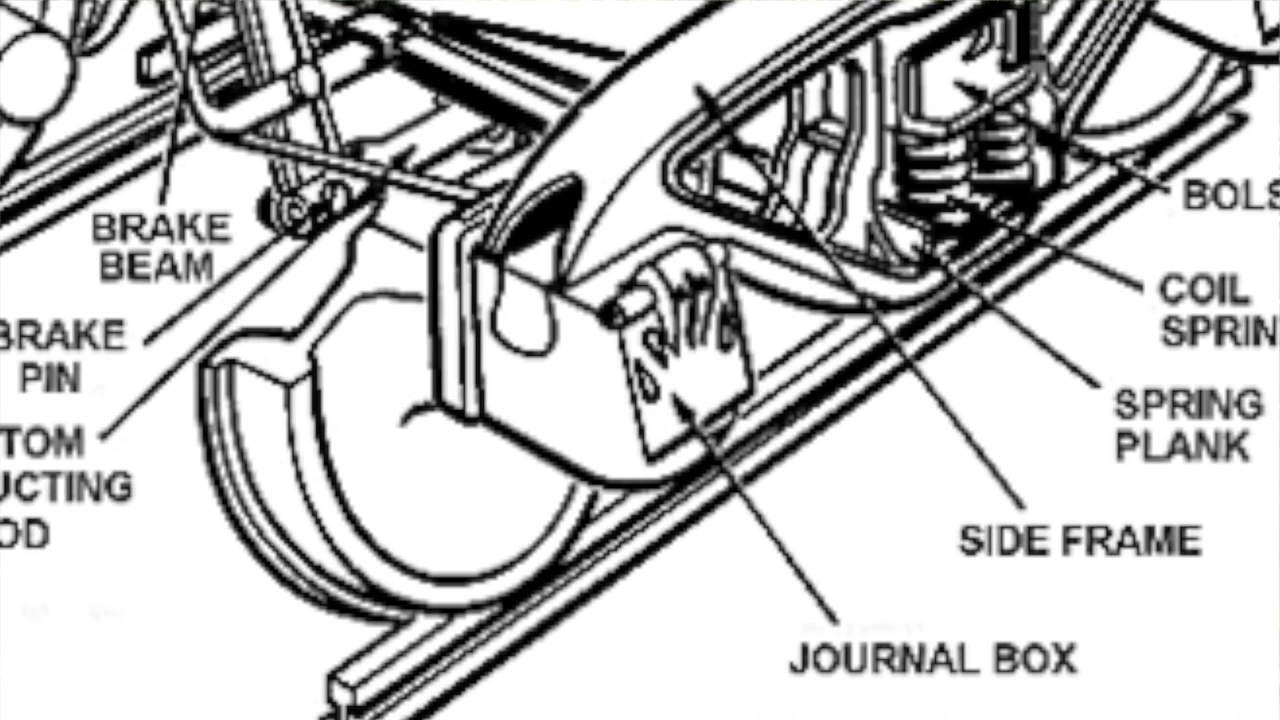 BRAKE
BEAM
BRAKE
PIN
TOM
UCTING
OD
BOLS
COIL
SPRIN
SPRING
PLANK
SIDE FRAME
JOURNAL BOX